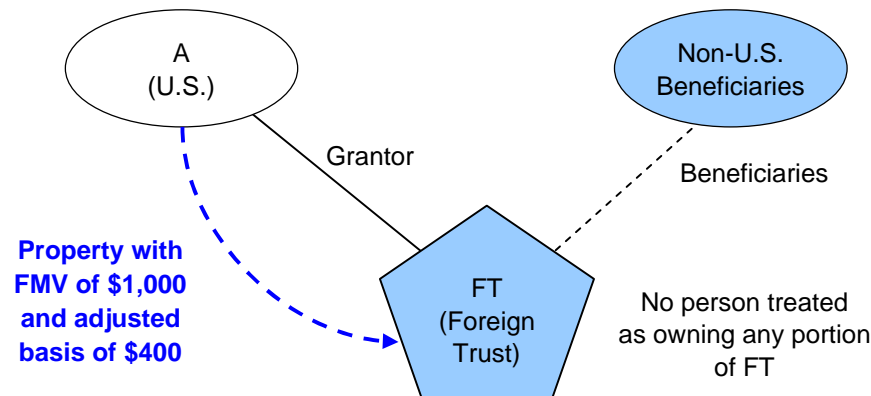 A
(U.S.)
Non-U.S.
Beneficiaries
Grantor
Beneficiaries
Property with
FMV of $1,000
and adjusted
basis of $400
FT
(Foreign
Trust)
No person treated
as owning any portion
of FT